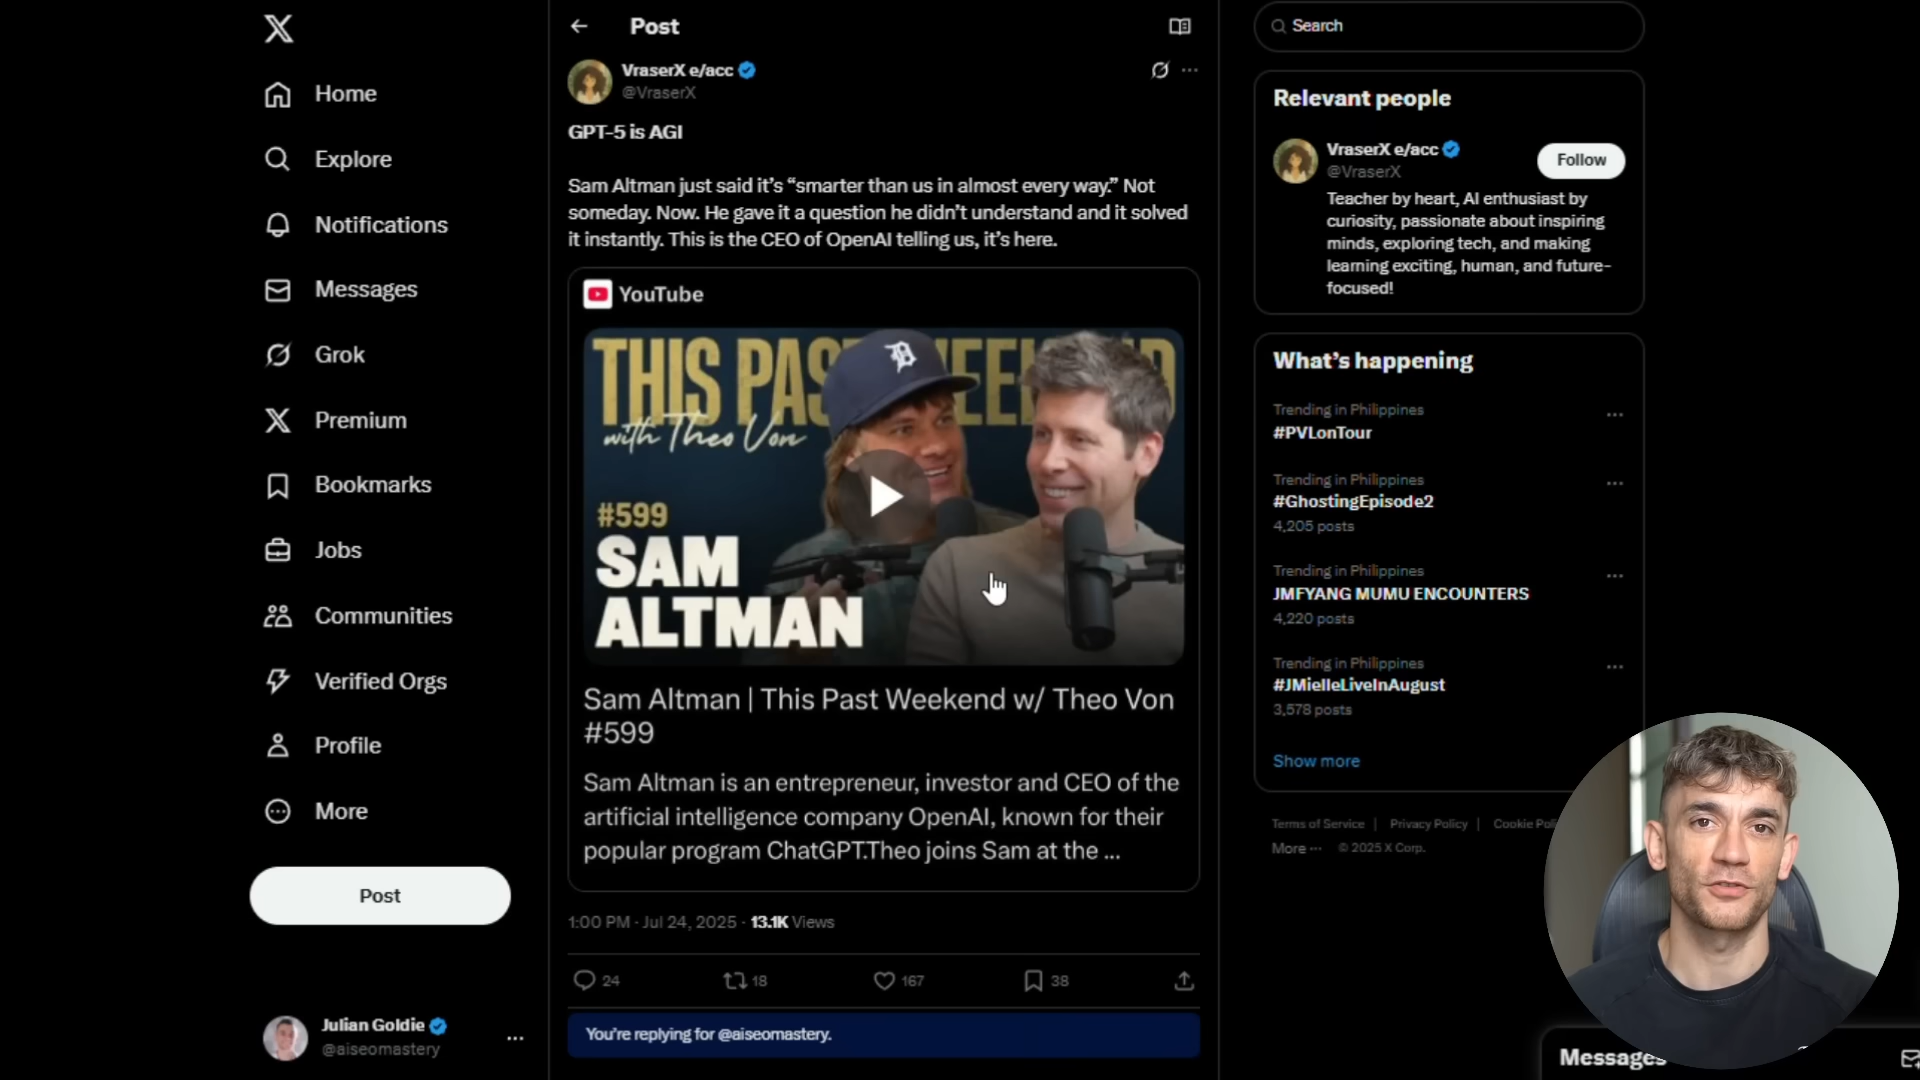 Home
Explore
Notifications
Messages
Grok
Premium
Bookmarks
Jobs
Communities
Verified Orgs
Profile
More
Post
Julian Goldie
@aiseomastery
Post
VraserX e/acc
@VraserX
GPT-5 is AGI
Sam Altman just said it's “smarter than us in almost every way.” Not
someday. Now. He gave it a question he didn't understand and it solved
it instantly. This is the CEO of OpenAI telling us, it's here.
YouTube
THIS PAST WEEKEND
with Theo Von
#599
SAM
ALTMAN
Sam Altman | This Past Weekend w/ Theo Von
#599
Sam Altman is an entrepreneur, investor and CEO of the
artificial intelligence company OpenAI, known for their
popular program ChatGPT.Theo joins Sam at the ...
1:00 PM · Jul 24, 2025 · 13.1K Views
24 18 167 38
You're replying for @aiseomastery.
Search
Relevant people
VraserX e/acc
@VraserX
Follow
Teacher by heart, AI enthusiast by
curiosity, passionate about inspiring
minds, exploring tech, and making
learning exciting, human, and future-
focused!
What's happening
Trending in Philippines
#PVLonTour
Trending in Philippines
#GhostingEpisode2
4,205 posts
Trending in Philippines
JMFYANG MUMU ENCOUNTERS
4,220 posts
Trending in Philippines
#JMielleLiveInAugust
3,578 posts
Show more
Terms of Service | Privacy Policy | Cookie
More ··· © 2025 X Corp.
Messages